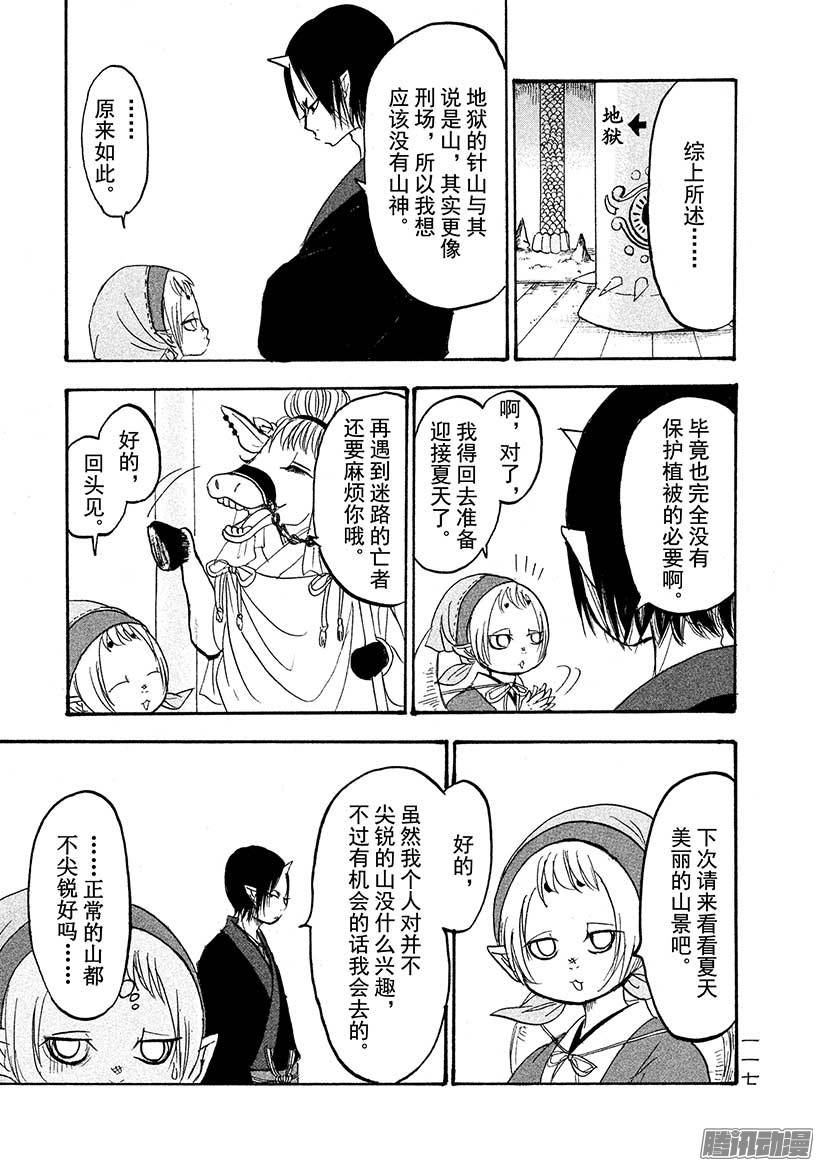 综上所述……
←
地狱
地狱的针山与其
说是山，其实更像
刑场，所以我想
应该没有山神。
……
原来如此。
毕竟也完全没有
保护植被的必要啊。
啊，对了，
我得回去准备
迎接夏天了。
再遇到迷路的亡者
还要麻烦你哦。
好的，
回头见。
下次请来看看夏天
美丽的山景吧。
好的，
虽然我个人对并不
尖锐的山没什么兴趣，
不过有机会的话我会去的。
……正常的山都
不尖锐好吗……
一一七
腾讯动漫